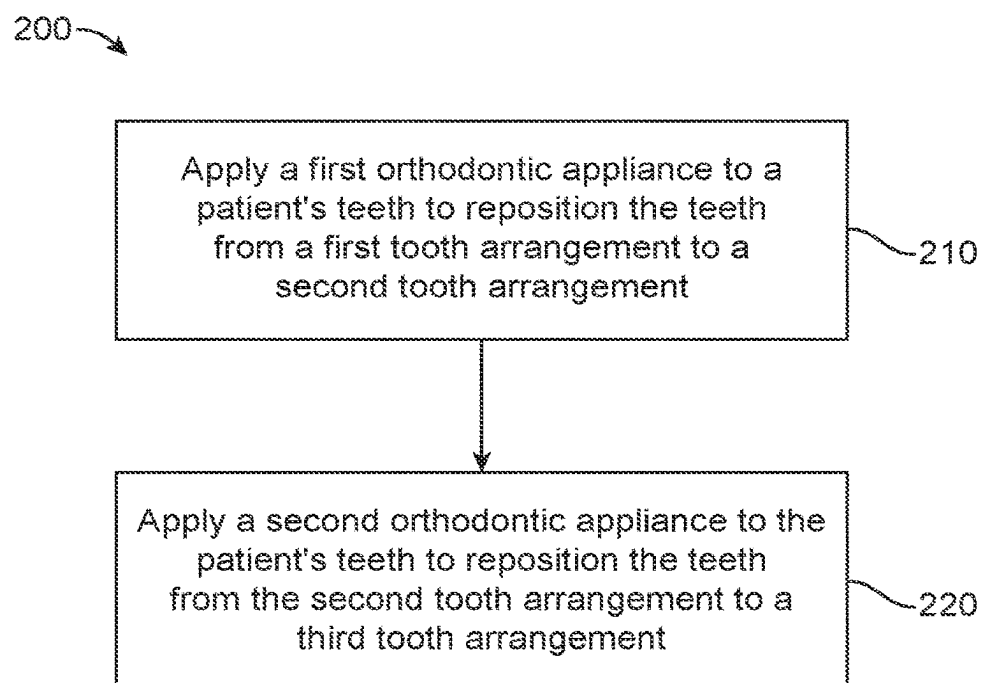 200
Apply a first orthodontic appliance to a
patient's teeth to reposition the teeth
from a first tooth arrangement to a
second tooth arrangement
210
Apply a second orthodontic appliance to the
patient's teeth to reposition the teeth
from the second tooth arrangement to a
third tooth arrangement
220